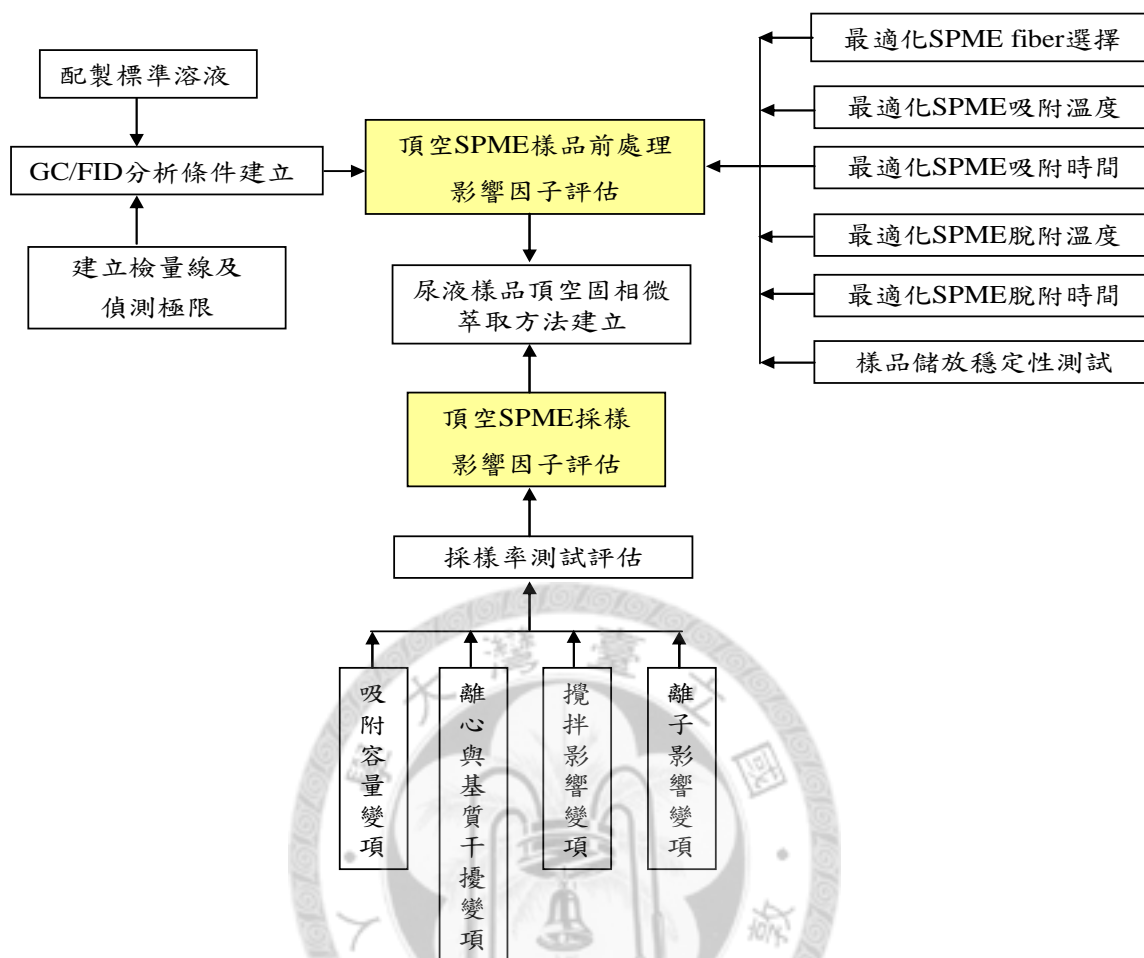 最適化SPME fiber選擇
配製標準溶液
最適化SPME吸附溫度
頂空SPME樣品前處理
影響因子評估
GC/FID分析條件建立
最適化SPME吸附時間
最適化SPME脫附溫度
建立檢量線及
偵測極限
尿液樣品頂空固相微
萃取方法建立
最適化SPME脫附時間
樣品儲放穩定性測試
頂空SPME採樣
影響因子評估
採樣率測試評估
吸附容量變項
離心與基質干擾變項
攪拌影響變項
離子影響變項
臺灣
大
立
國
學
人
教